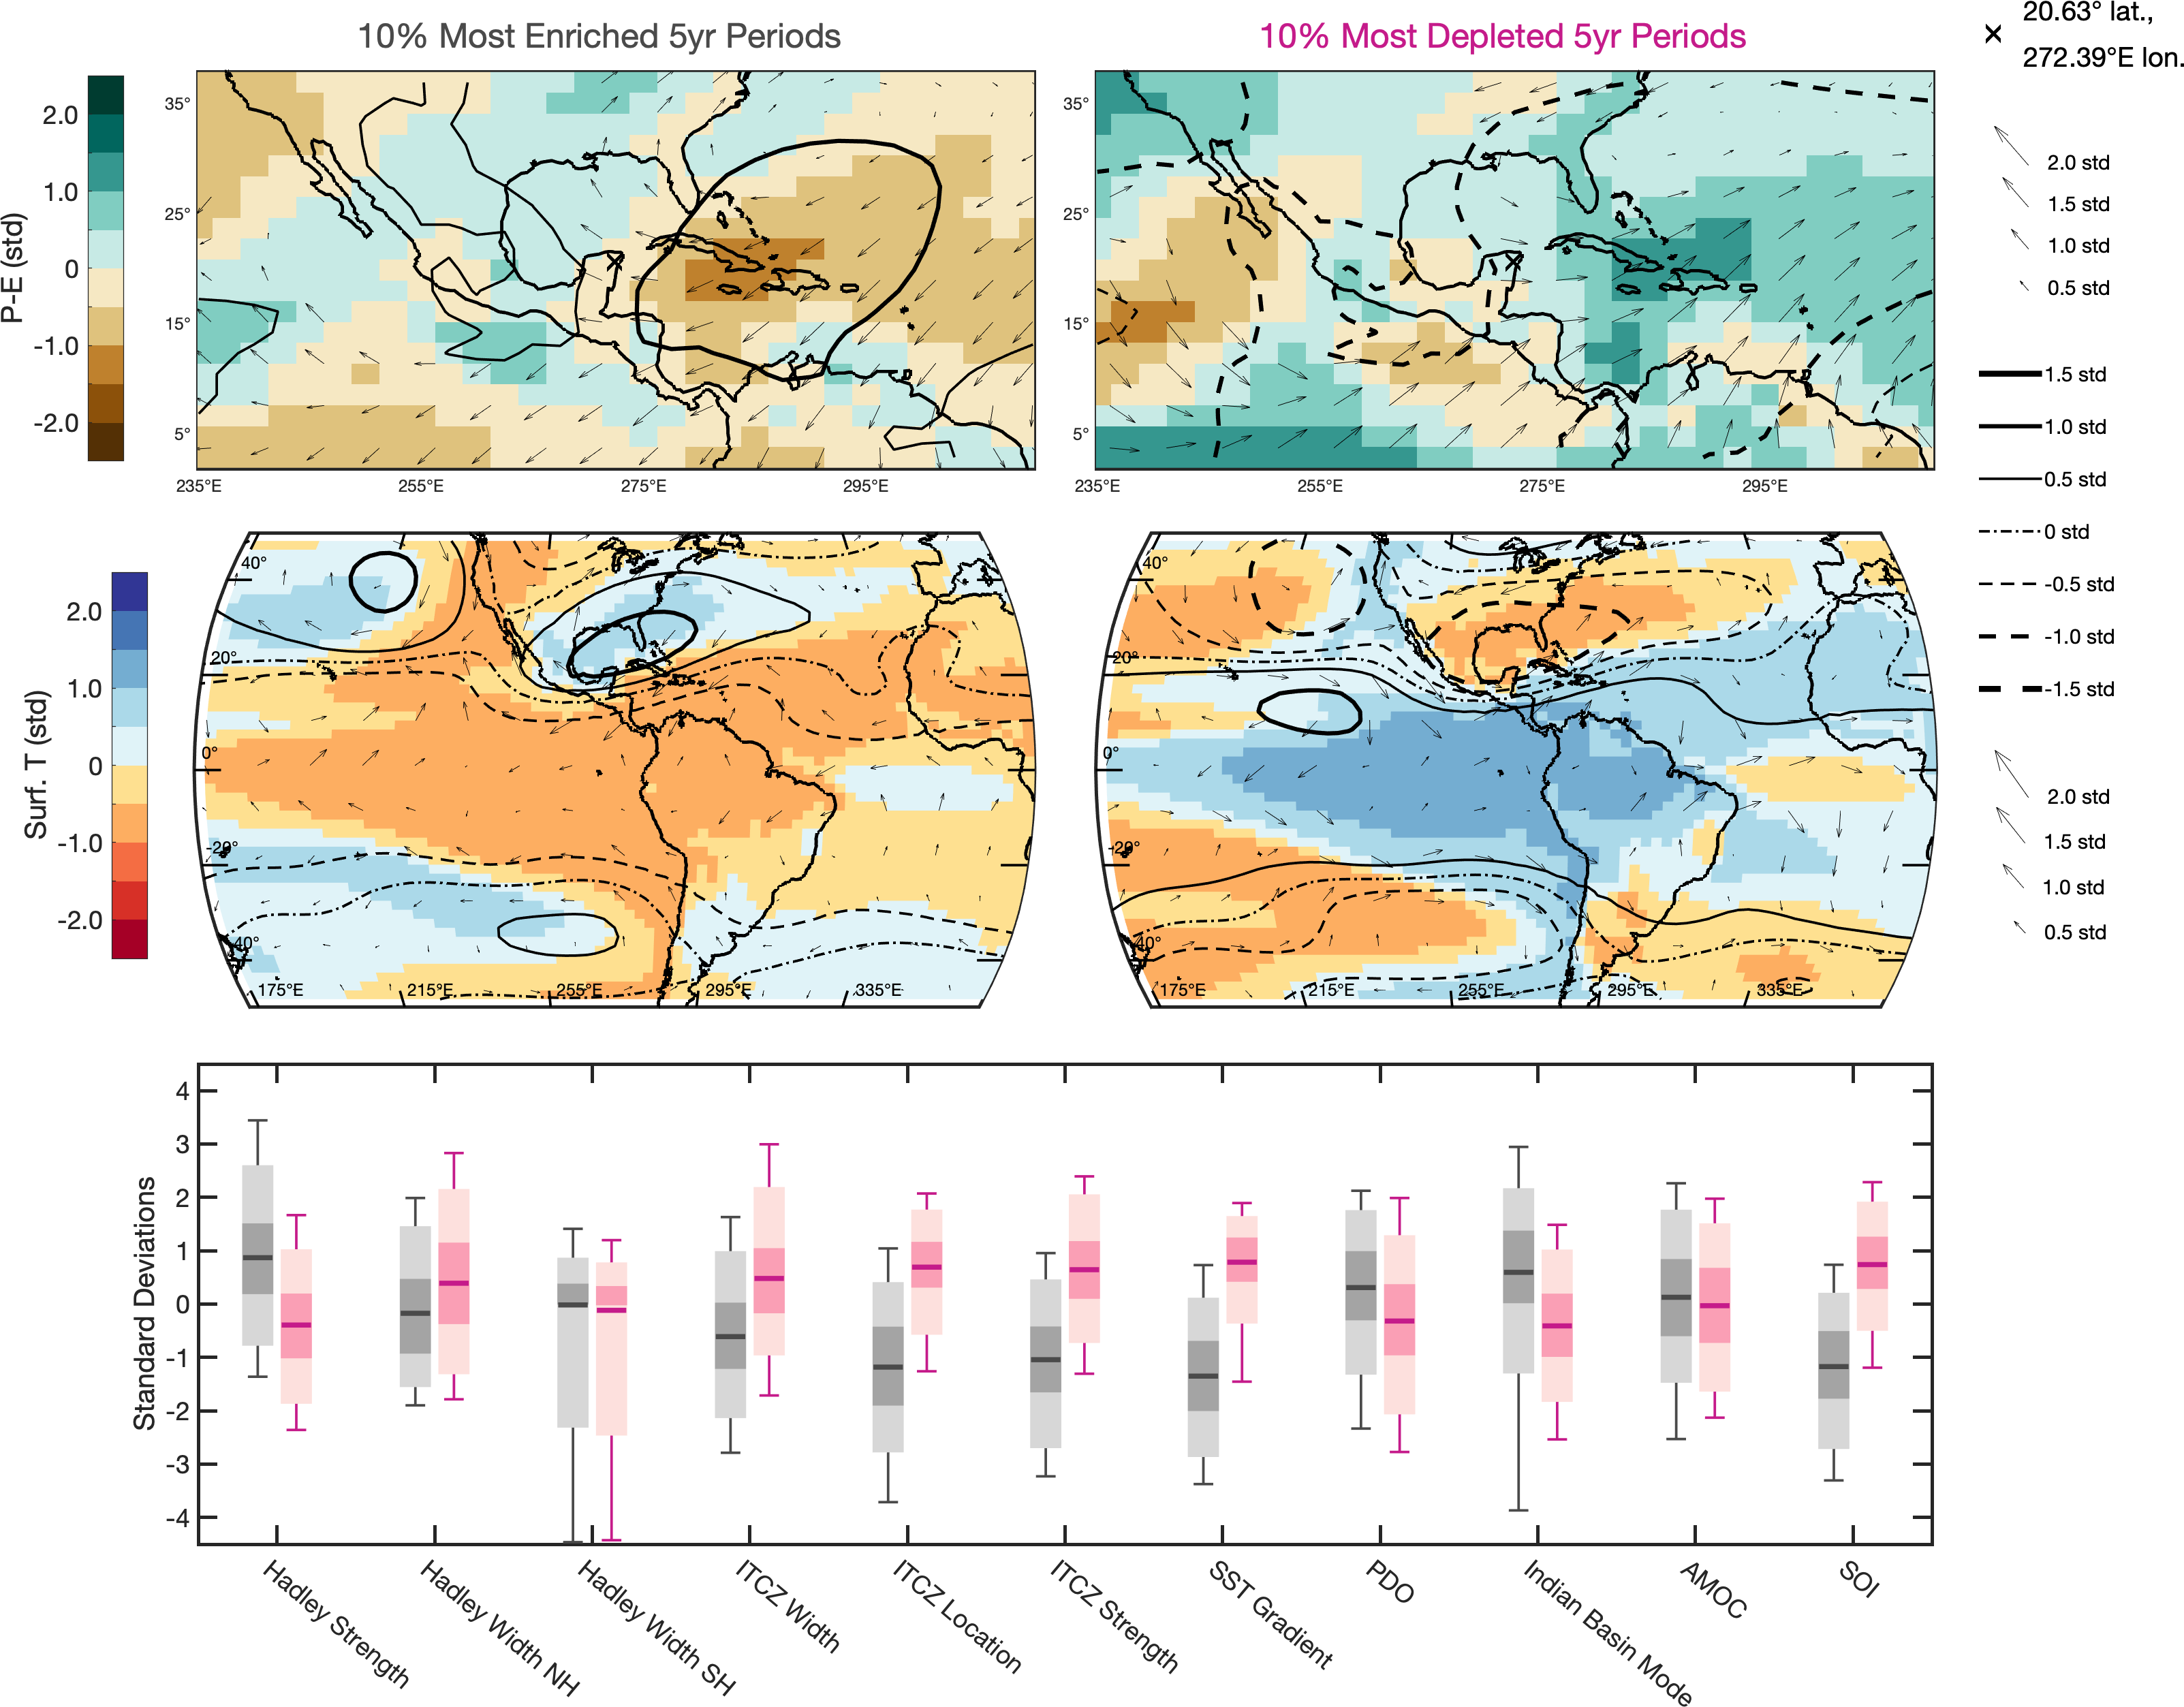 10% Most Enriched 5yr Periods
10% Most Depleted 5yr Periods
× 20.63° lat.,
272.39°E lon.
P-E (std)
2.0
1.0
0
-1.0
-2.0
35°
25°
15°
5°
235°E 255°E 275°E 295°E
35°
25°
15°
5°
235°E 255°E 275°E 295°E
2.0 std
1.5 std
1.0 std
0.5 std
1.5 std
1.0 std
0.5 std
0 std
-0.5 std
-1.0 std
-1.5 std
Surf. T (std)
2.0
1.0
0
-1.0
-2.0
40°
20°
0°
-20°
-40°
175°E 215°E 255°E 295°E 335°E
40°
20°
0°
-20°
-40°
175°E 215°E 255°E 295°E 335°E
2.0 std
1.5 std
1.0 std
0.5 std
Standard Deviations
4
3
2
1
0
-1
-2
-3
-4
Hadley Strength
Hadley Width NH
Hadley Width SH
ITCZ Width
ITCZ Location
ITCZ Strength
SST Gradient
PDO
Indian Basin Mode
AMOC
SOI